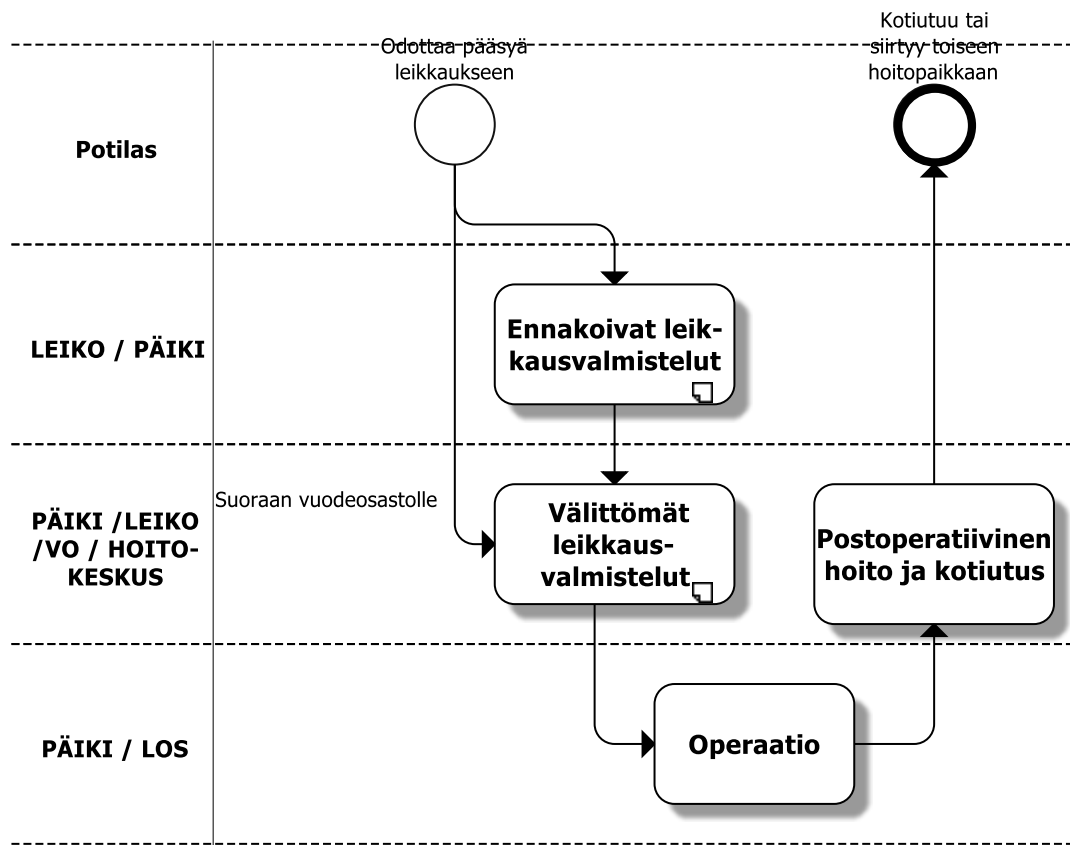 Kotiutuu tai
siirtyy toiseen
hoitopaikkaan
Odottaa pääsyä
leikkaukseen
Potilas
LEIKO / PÄIKI
Ennakoivat leik-
kausvalmistelut
Suoraan vuodeosastolle
PÄIKI /LEIKO
/VO / HOITO-
KESKUS
Välittömät
leikkaus-
valmistelut
Postoperatiivinen
hoito ja kotiutus
PÄIKI / LOS
Operaatio